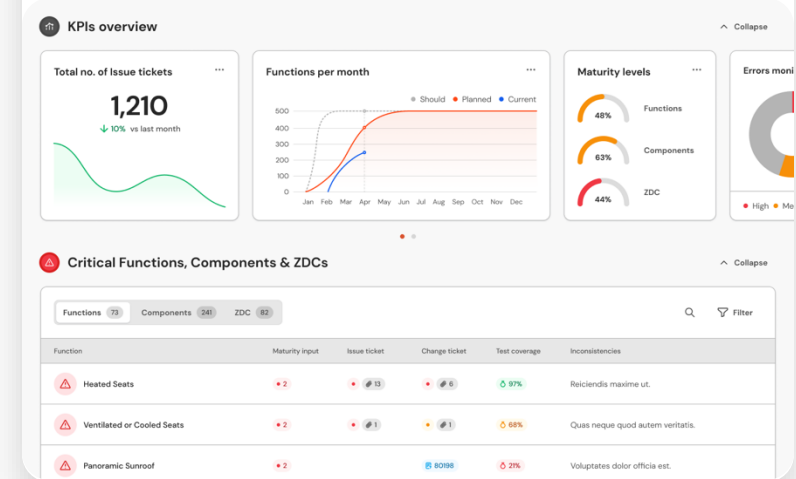 KPIs overview
Collapse
Total no. of Issue tickets
1,210
10% vs last month
Functions per month
Should Planned Current
500
400
300
200
100
0
Jan Feb Mar Apr May Jun Jul Aug Sep Oct Nov Dec
Maturity levels
48% Functions
63% Components
44% ZDC
Errors moni
High Me
Critical Functions, Components & ZDCs
Collapse
Functions 73 Components 241 ZDC 82
Filter
Function Maturity input Issue ticket Change ticket Test coverage Inconsistencies
Heated Seats 2 13 6 97% Reiciendis maxime ut.
Ventilated or Cooled Seats 2 1 1 68% Quas neque quod autem veritatis.
Panoramic Sunroof 2 80198 21% Voluptates dolor officia est.